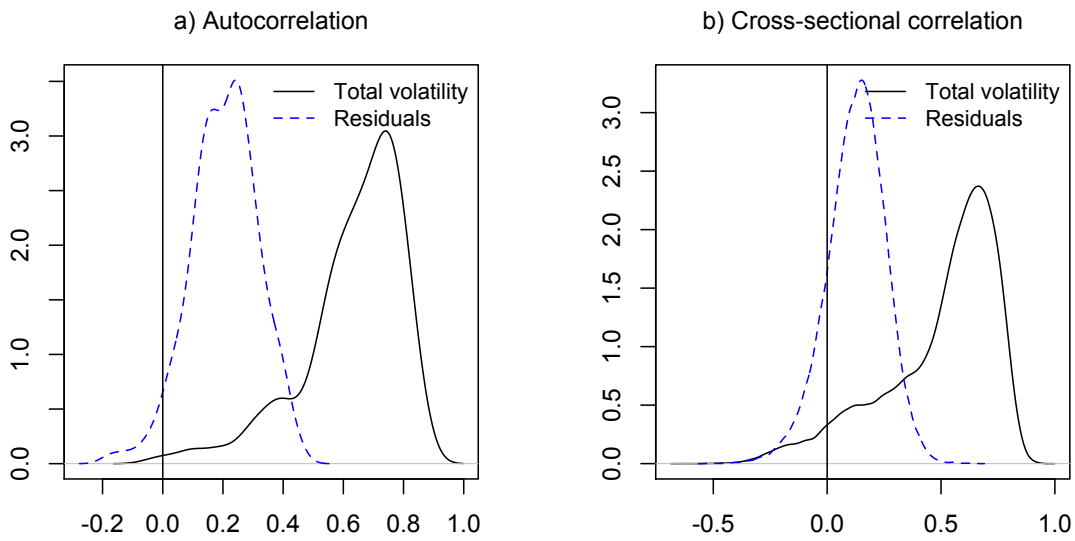 a) Autocorrelation
Total volatility
Residuals
0.0
1.0
2.0
3.0
-0.2 0.0 0.2 0.4 0.6 0.8 1.0
b) Cross-sectional correlation
Total volatility
Residuals
0.0
0.5
1.0
1.5
2.0
2.5
3.0
-0.5 0.0 0.5 1.0